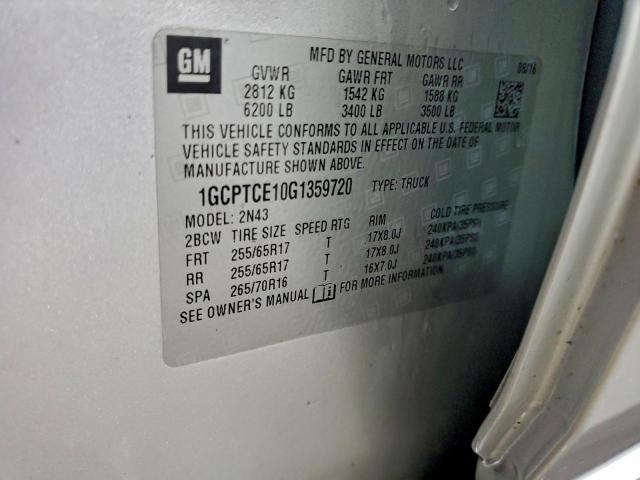 GM
MFD BY GENERAL MOTORS LLC 08/16
GVWR GAWR FRT GAWR RR
2812 KG 1542 KG 1588 KG
6200 LB 3400 LB 3500 LB
THIS VEHICLE CONFORMS TO ALL APPLICABLE U.S. FEDERAL MOTOR
VEHICLE SAFETY STANDARDS IN EFFECT ON THE DATE OF
MANUFACTURE SHOWN ABOVE.
1GCPTCE10G1359720 TYPE: TRUCK
MODEL: 2N43
2BCW TIRE SIZE SPEED RTG RIM COLD TIRE PRESSURE
FRT 255/65R17 T 17X8.0J 240KPA(35PSI)
RR 255/65R17 T 17X8.0J 240KPA(35PSI)
SPA 265/70R16 T 16X7.0J 240KPA(35PSI)
SEE OWNER'S MANUAL FOR MORE INFORMATION.